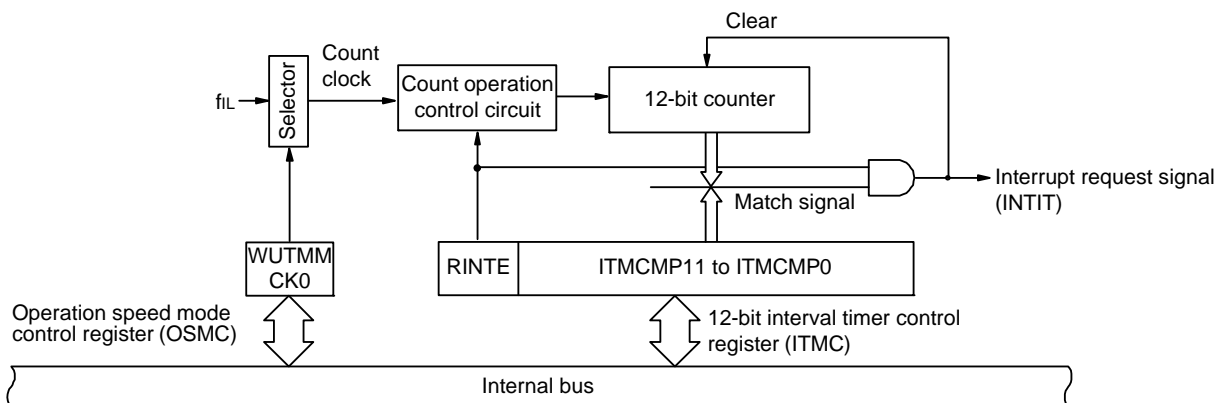 Clear
Count
clock
fIL
Selector
Count operation
control circuit
12-bit counter
Interrupt request signal
(INTIT)
Match signal
WUTMM
CK0
RINTE
ITMCMP11 to ITMCMP0
Operation speed mode
control register (OSMC)
12-bit interval timer control
register (ITMC)
Internal bus